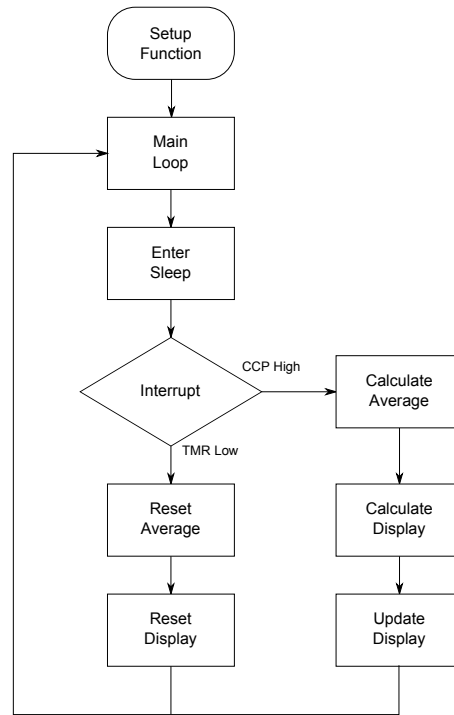 Setup
Function
Main
Loop
Enter
Sleep
Interrupt
CCP High
Calculate
Average
TMR Low
Reset
Average
Calculate
Display
Reset
Display
Update
Display